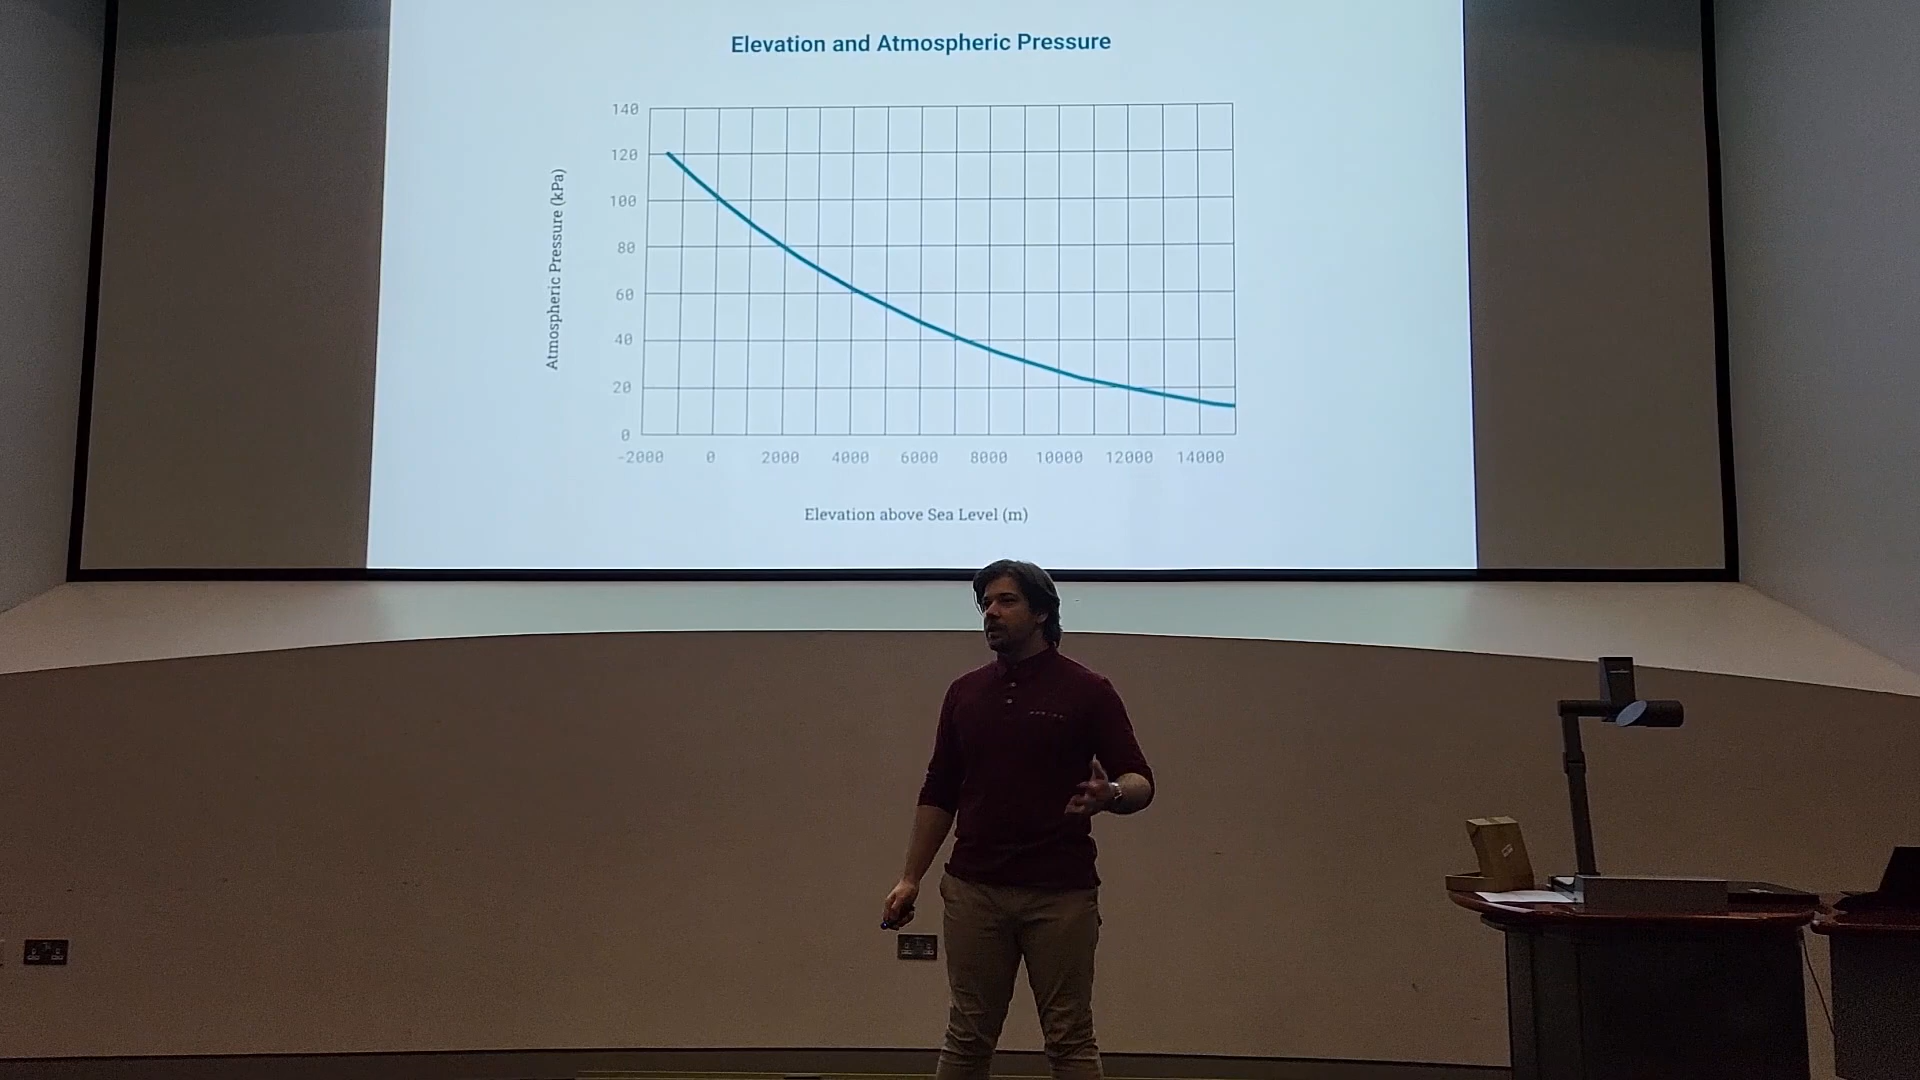 Elevation and Atmospheric Pressure
140
120
100
80
60
40
20
0
Atmospheric Pressure (kPa)
-2000 0 2000 4000 6000 8000 10000 12000 14000
Elevation above Sea Level (m)